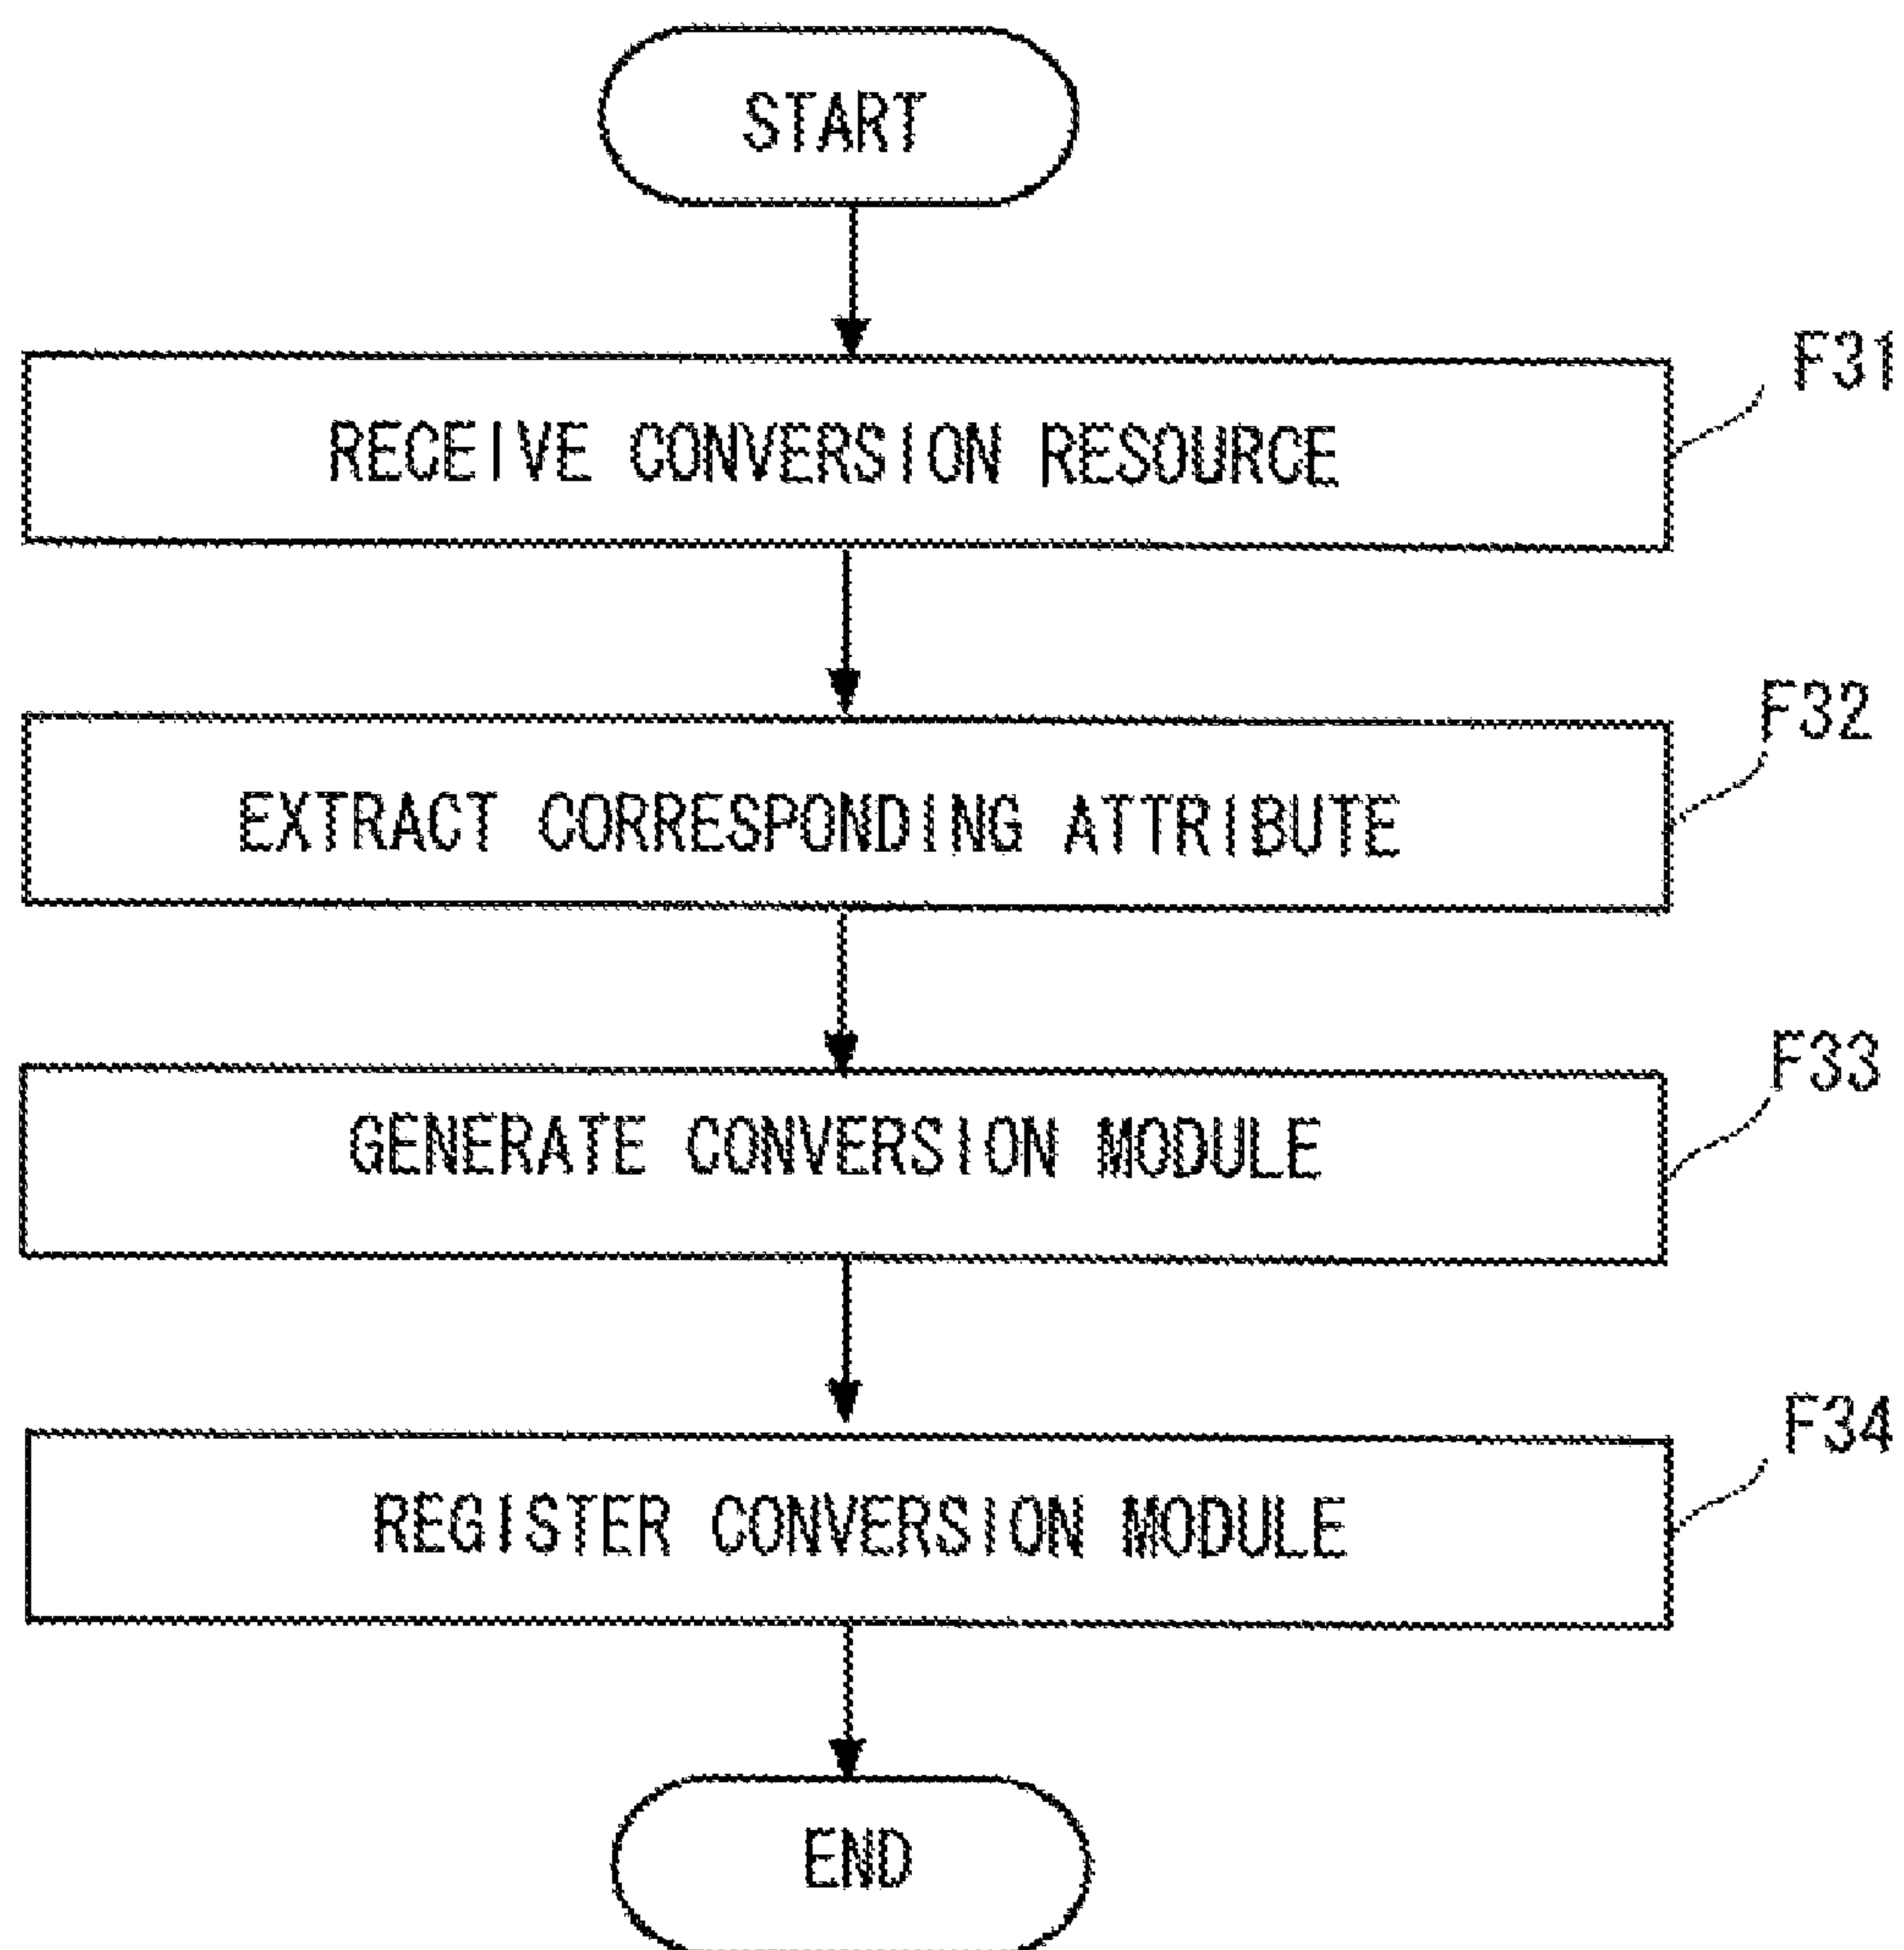 START
F31
RECEIVE CONVERSION RESOURCE
F32
EXTRACT CORRESPONDING ATTRIBUTE
F33
GENERATE CONVERSION MODULE
F34
REGISTER CONVERSION MODULE
END